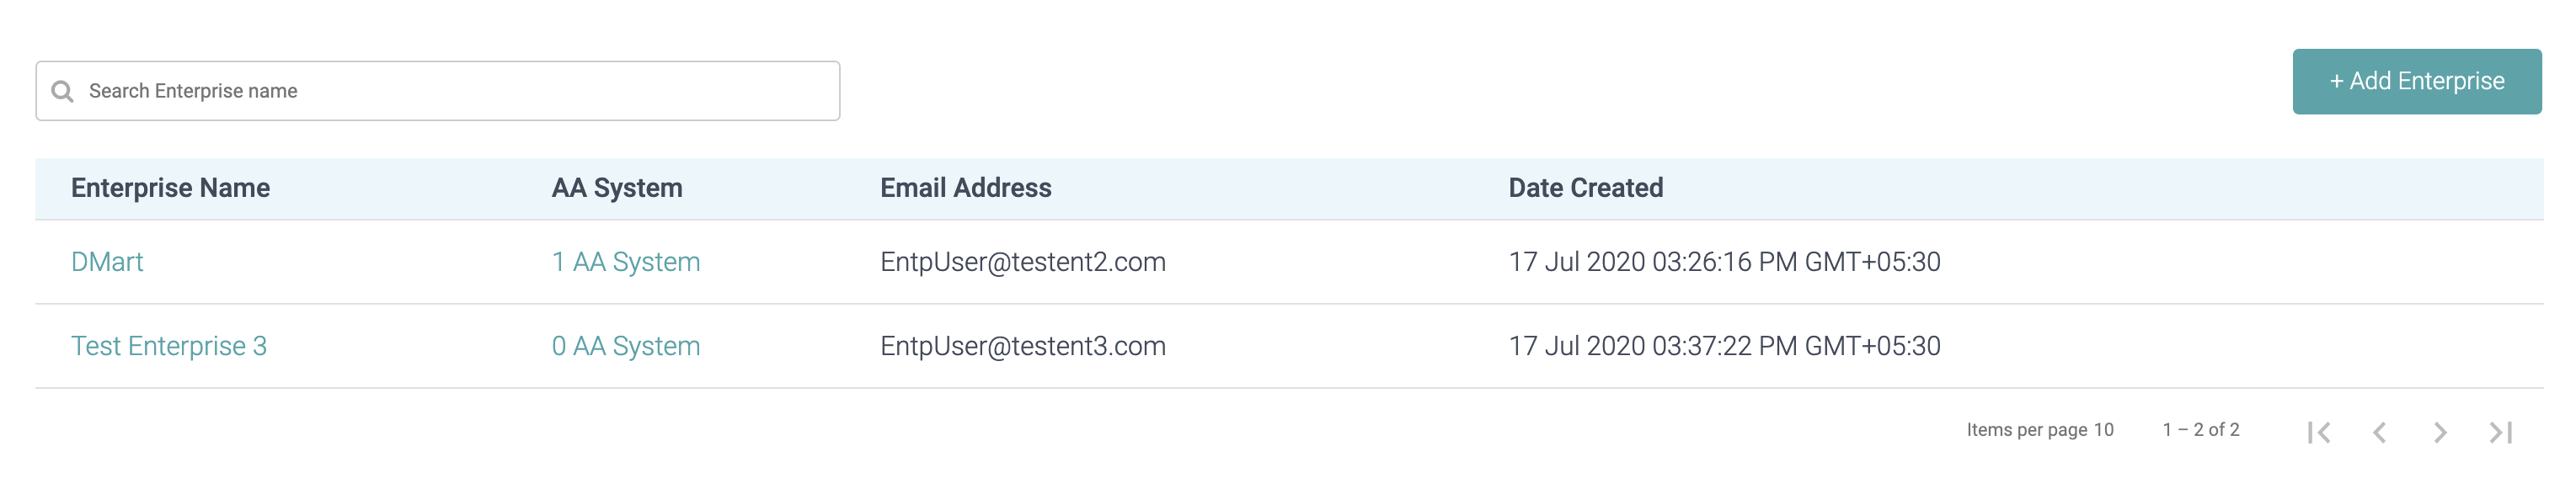 Search Enterprise name
+ Add Enterprise
Enterprise Name AA System Email Address Date Created
DMart 1 AA System EntpUser@testent2.com 17 Jul 2020 03:26:16 PM GMT+05:30
Test Enterprise 3 0 AA System EntpUser@testent3.com 17 Jul 2020 03:37:22 PM GMT+05:30
Items per page 10 1 – 2 of 2